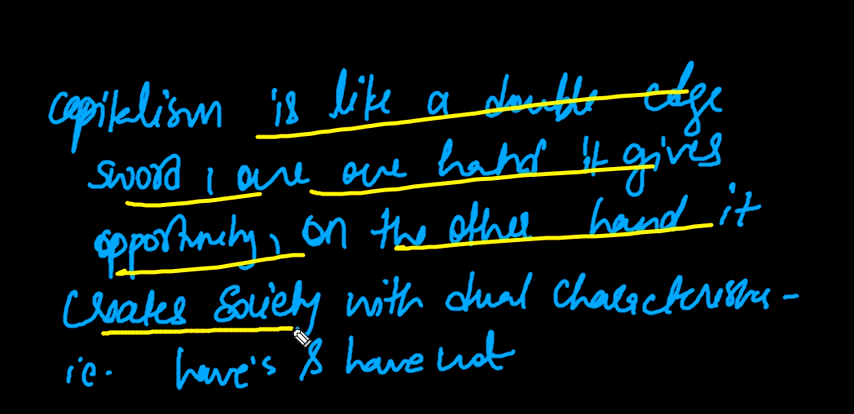 capitalism is like a double edge
sword, one one hand it gives
opportunity, on the other hand it
creates society with dual characteristic -
ie. have's & have not